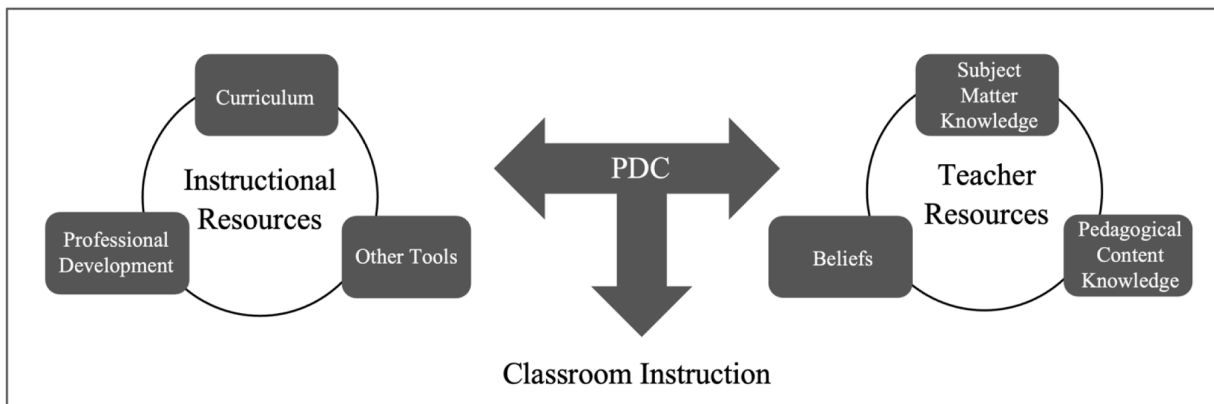 Curriculum
Instructional
Resources
Professional
Development
Other Tools
PDC
Classroom Instruction
Subject
Matter
Knowledge
Teacher
Resources
Beliefs
Pedagogical
Content
Knowledge